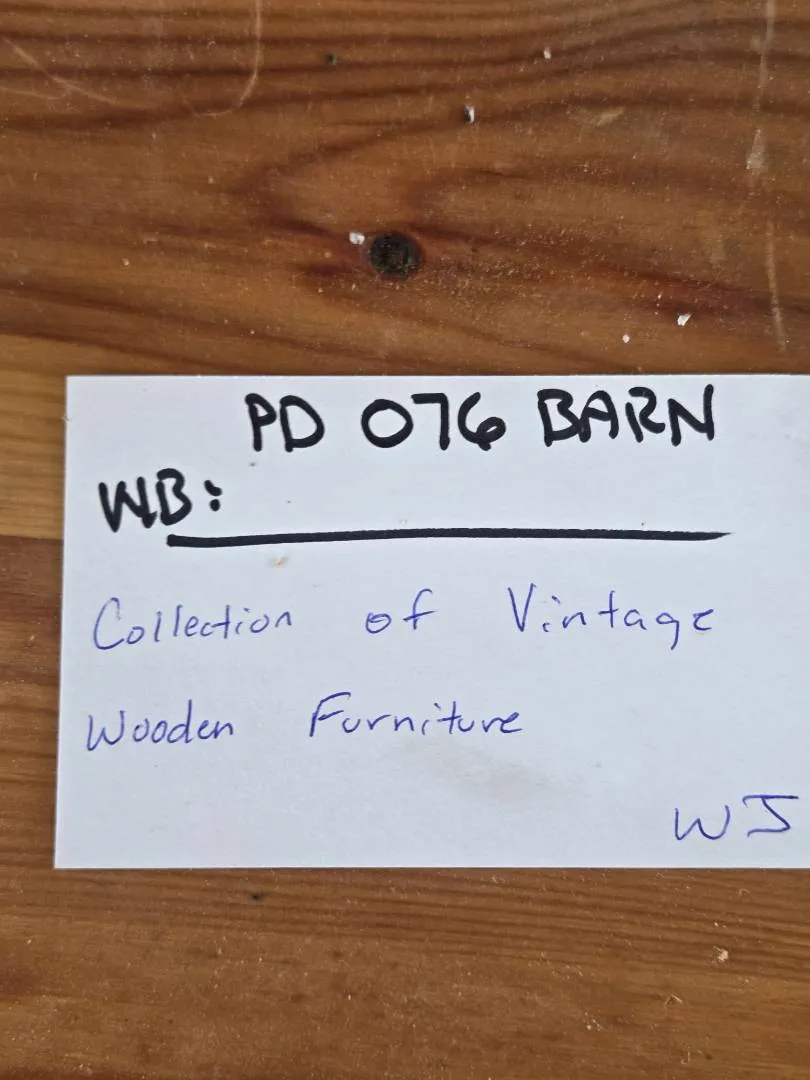 PD 076 BARN
WB:
Collection of Vintage
Wooden Furniture
WJ